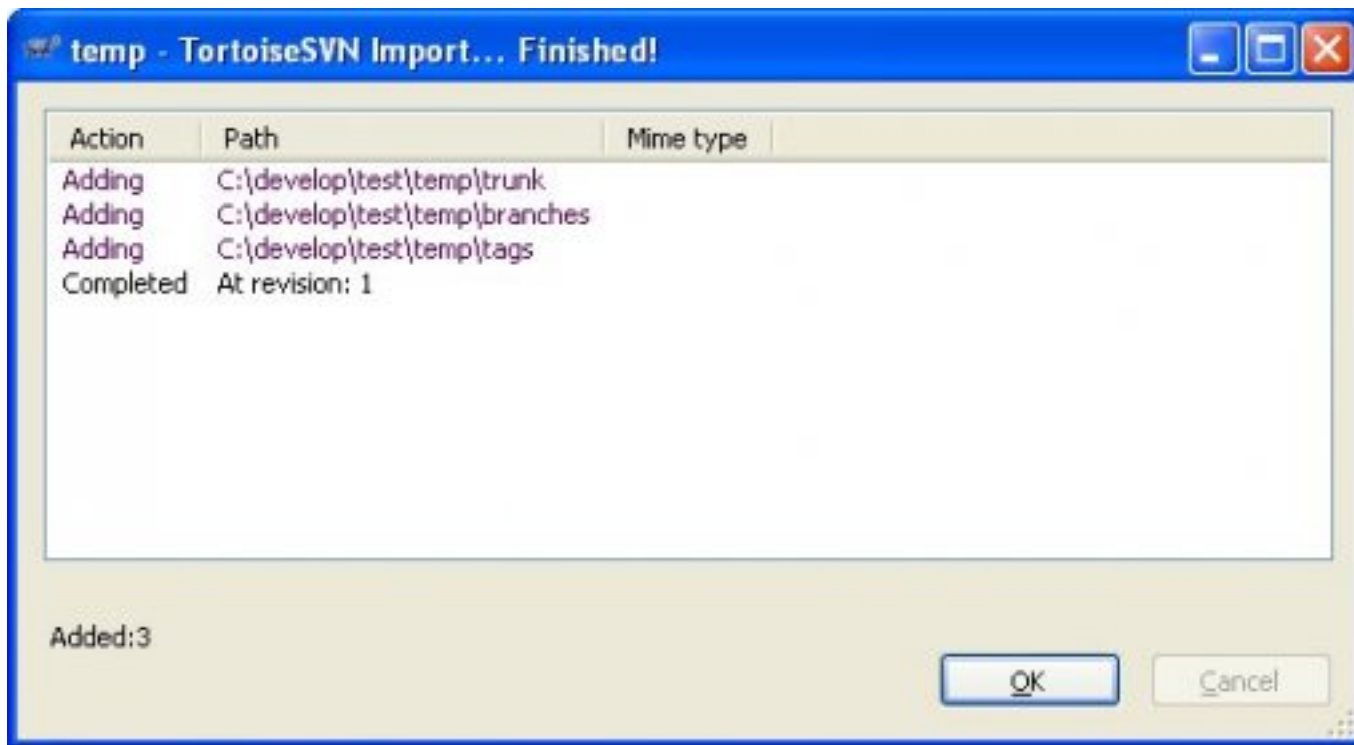 temp - TortoiseSVN Import... Finished!
Action Path Mime type
Adding C:\develop\test\temp\trunk
Adding C:\develop\test\temp\branches
Adding C:\develop\test\temp\tags
Completed At revision: 1
Added:3
OK Cancel